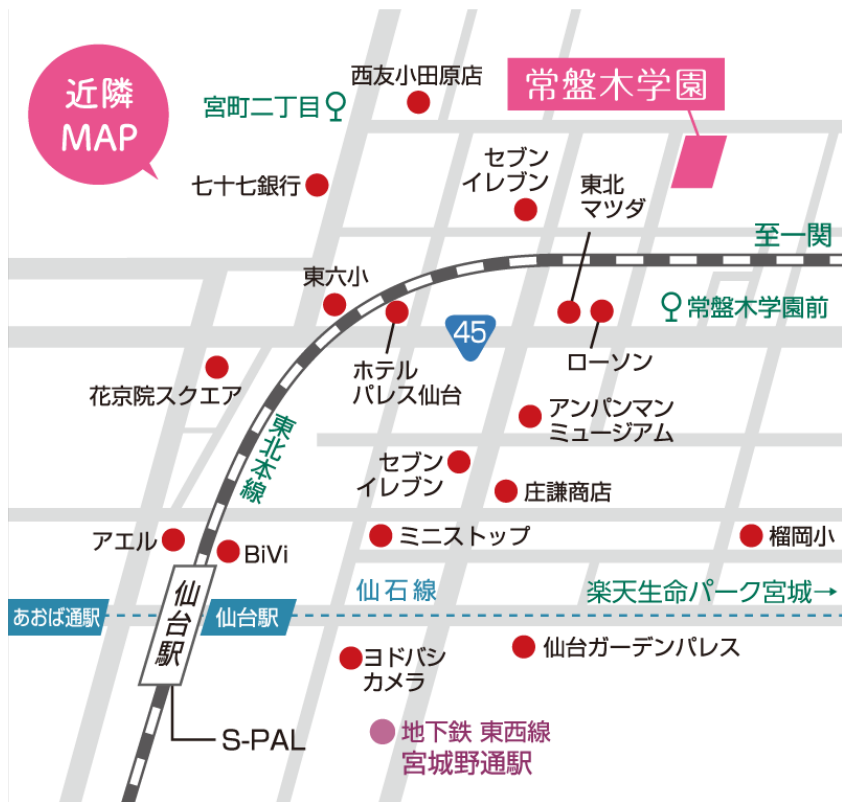 近隣
MAP
西友小田原店
常盤木学園
宮町二丁目
セブン
イレブン
東北
マツダ
七十七銀行
至一関
東六小
常盤木学園前
45
ローソン
ホテル
パレス仙台
花京院スクエア
アンパンマン
ミュージアム
東北本線
セブン
イレブン
庄謙商店
アエル
BiVi
ミニストップ
榴岡小
仙石線
楽天生命パーク宮城→
あおば通駅
仙台駅
仙台駅
ヨドバシ
カメラ
仙台ガーデンパレス
S-PAL
地下鉄 東西線
宮城野通駅